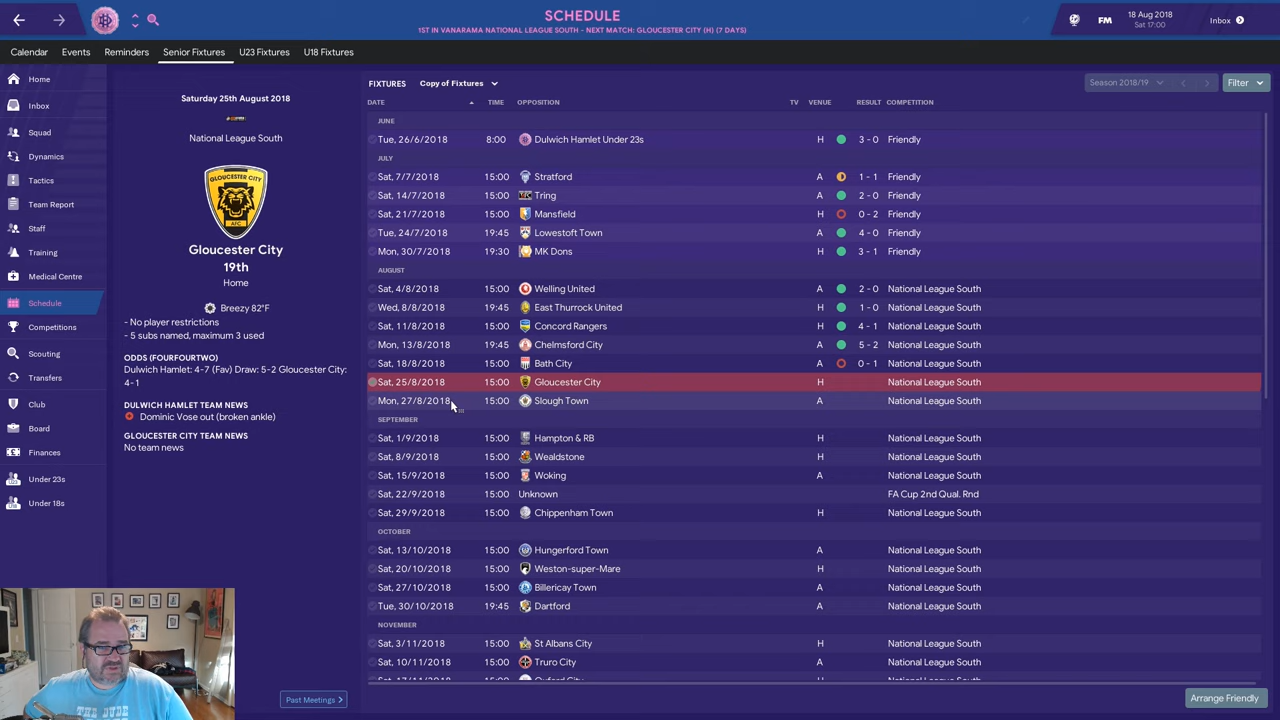 SCHEDULE
1ST IN VANARAMA NATIONAL LEAGUE SOUTH - NEXT MATCH: GLOUCESTER CITY (H) (7 DAYS)
FM
18 Aug 2018
Sat 17:00
Inbox
Calendar Events Reminders Senior Fixtures U23 Fixtures U18 Fixtures
Home
Inbox
Squad
Dynamics
Tactics
Team Report
Staff
Training
Medical Centre
Schedule
Competitions
Scouting
Transfers
Club
Board
Finances
Under 23s
Under 18s
Saturday 25th August 2018
National League South
GLOUCESTER CITY
AFC
Gloucester City
19th
Home
Breezy 82°F
- No player restrictions
- 5 subs named, maximum 3 used
ODDS (FOURFOURTWO)
Dulwich Hamlet: 4-7 (Fav) Draw: 5-2 Gloucester City:
4-1
DULWICH HAMLET TEAM NEWS
Dominic Vose out (broken ankle)
GLOUCESTER CITY TEAM NEWS
No team news
Past Meetings
FIXTURES Copy of Fixtures Season 2018/19 Filter
DATE TIME OPPOSITION TV VENUE RESULT COMPETITION
JUNE
Tue, 26/6/2018 8:00 Dulwich Hamlet Under 23s H 3 - 0 Friendly
JULY
Sat, 7/7/2018 15:00 Stratford A 1 - 1 Friendly
Sat, 14/7/2018 15:00 Tring A 2 - 0 Friendly
Sat, 21/7/2018 15:00 Mansfield H 0 - 2 Friendly
Tue, 24/7/2018 19:45 Lowestoft Town A 4 - 0 Friendly
Mon, 30/7/2018 19:30 MK Dons H 3 - 1 Friendly
AUGUST
Sat, 4/8/2018 15:00 Welling United A 2 - 0 National League South
Wed, 8/8/2018 19:45 East Thurrock United H 1 - 0 National League South
Sat, 11/8/2018 15:00 Concord Rangers H 4 - 1 National League South
Mon, 13/8/2018 19:45 Chelmsford City A 5 - 2 National League South
Sat, 18/8/2018 15:00 Bath City A 0 - 1 National League South
Sat, 25/8/2018 15:00 Gloucester City H National League South
Mon, 27/8/2018 15:00 Slough Town A National League South
SEPTEMBER
Sat, 1/9/2018 15:00 Hampton & RB H National League South
Sat, 8/9/2018 15:00 Wealdstone H National League South
Sat, 15/9/2018 15:00 Woking A National League South
Sat, 22/9/2018 15:00 Unknown FA Cup 2nd Qual. Rnd
Sat, 29/9/2018 15:00 Chippenham Town H National League South
OCTOBER
Sat, 13/10/2018 15:00 Hungerford Town A National League South
Sat, 20/10/2018 15:00 Weston-super-Mare H National League South
Sat, 27/10/2018 15:00 Billericay Town A National League South
Tue, 30/10/2018 19:45 Dartford A National League South
NOVEMBER
Sat, 3/11/2018 15:00 St Albans City H National League South
Sat, 10/11/2018 15:00 Truro City A National League South
Sat, 17/11/2018 15:00 Oxford City H National League South
Arrange Friendly